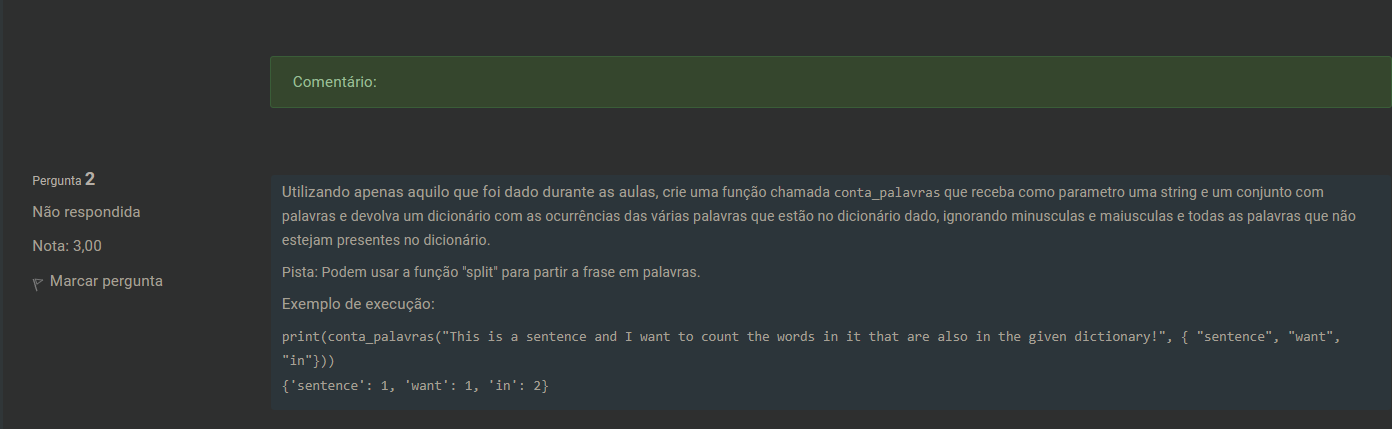 Comentário:
Pergunta 2
Não respondida
Nota: 3,00
Marcar pergunta
Utilizando apenas aquilo que foi dado durante as aulas, crie uma função chamada conta_palavras que receba como parametro uma string e um conjunto com
palavras e devolva um dicionário com as ocurrências das várias palavras que estão no dicionário dado, ignorando minusculas e maiusculas e todas as palavras que não
estejam presentes no dicionário.
Pista: Podem usar a função "split" para partir a frase em palavras.
Exemplo de execução:
print(conta_palavras("This is a sentence and I want to count the words in it that are also in the given dictionary!", { "sentence", "want",
"in"}))
{'sentence': 1, 'want': 1, 'in': 2}